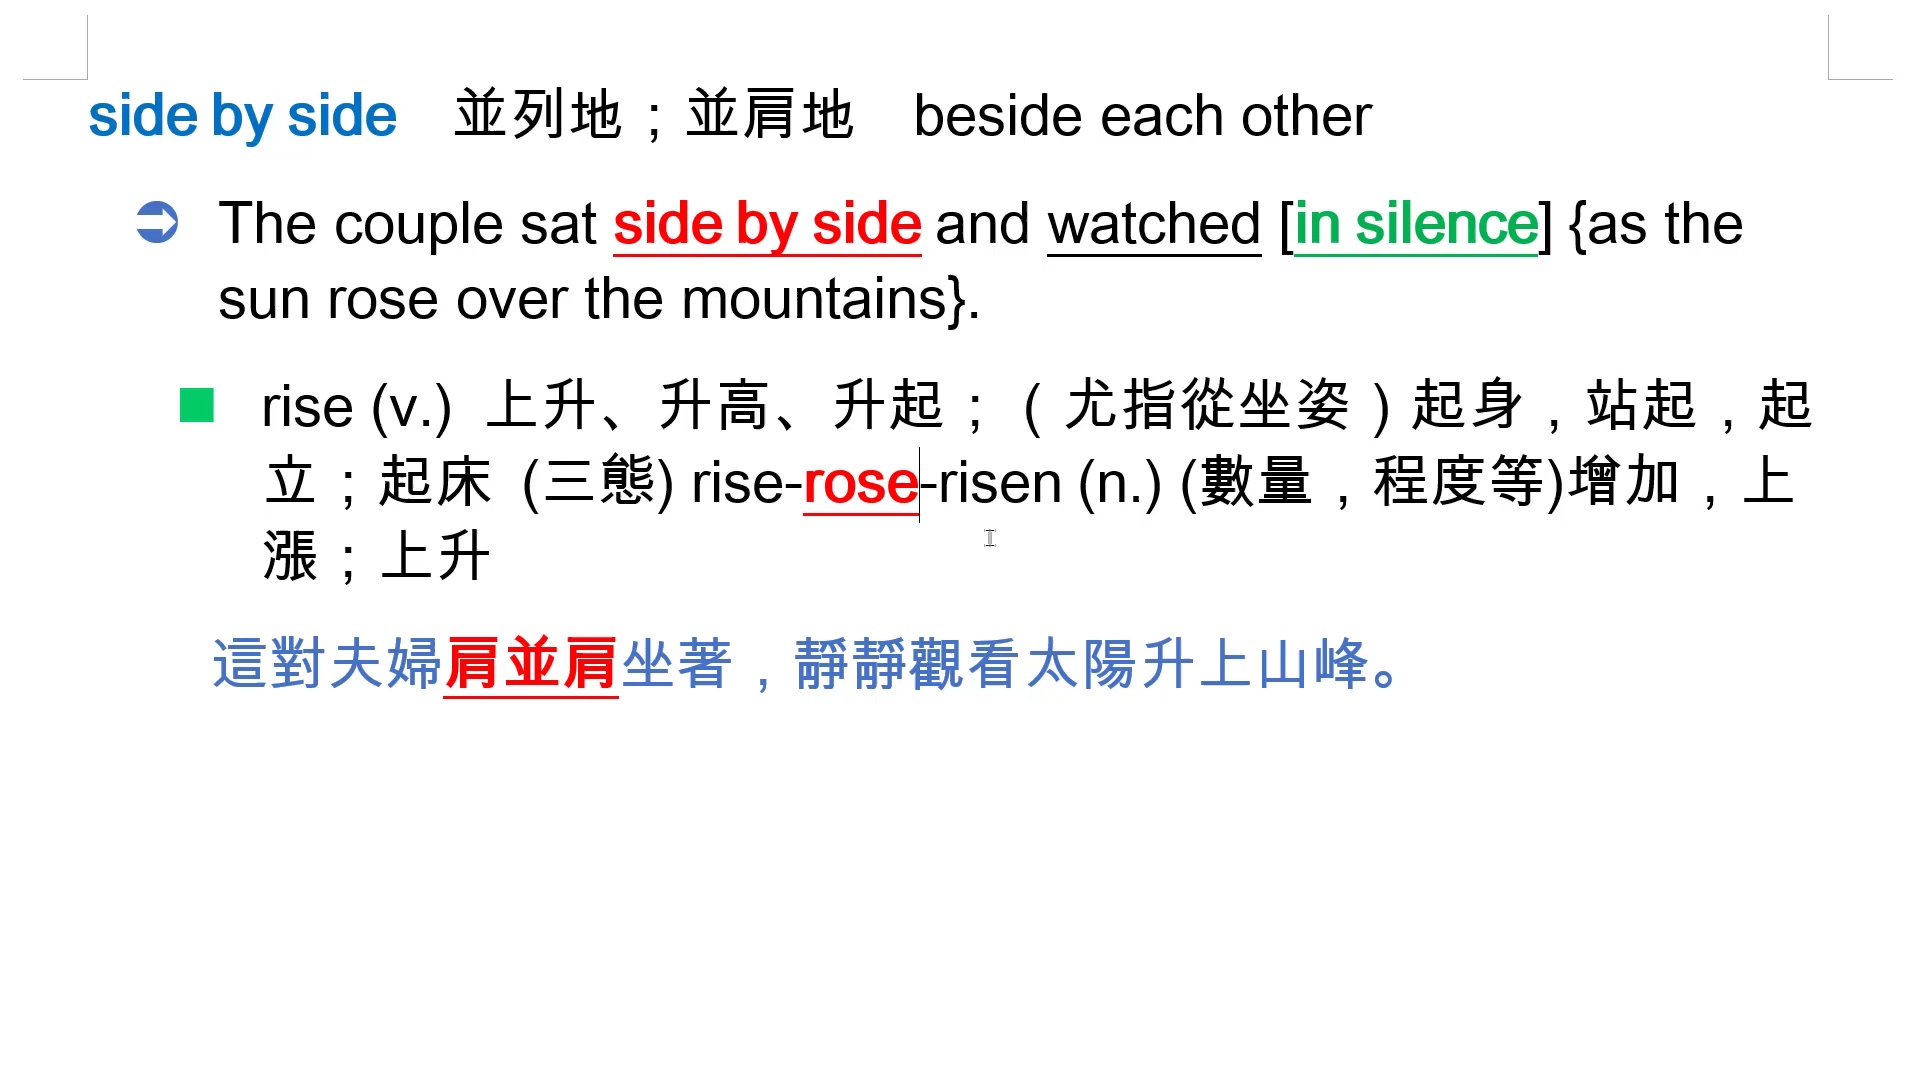 side by side 並列地；並肩地 beside each other
The couple sat side by side and watched [in silence] {as the
sun rose over the mountains}.
rise (v.) 上升、升高、升起；（尤指從坐姿）起身，站起，起
立；起床 (三態) rise-rose-risen (n.) (數量，程度等)增加，上
漲；上升
這對夫婦肩並肩坐著，靜靜觀看太陽升上山峰。